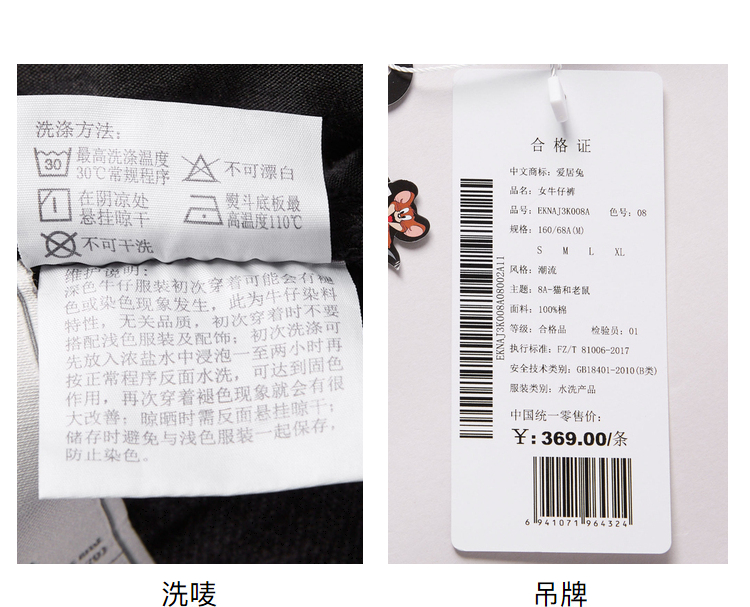 洗涤方法:
30
最高洗涤温度
30℃常规程序
不可漂白
在阴凉处
悬挂晾干
熨斗底板最
高温度110℃
不可干洗
维护说明:
深色牛仔服装初次穿着可能会有褪
色或染色现象发生,此为牛仔染料
特性,无关品质,初次穿着时不要
搭配浅色服装及配饰;初次洗涤可
先放入浓盐水中浸泡一至两小时再
按正常程序反面水洗,可达到固色
作用,再次穿着褪色现象就会有很
大改善;晾晒时需反面悬挂晾干;
储存时避免与浅色服装一起保存,
防止染色。
洗唛
合格证
中文商标: 爱居兔
品名: 女牛仔裤
品号: EKNAJ3K008A 色号: 08
规格: 160/68A(M)
S M L XL
风格: 潮流
主题: 8A-猫和老鼠
面料: 100%棉
等级: 合格品 检验员: 01
执行标准: FZ/T 81006-2017
安全技术类别: GB18401-2010(B类)
服装类别: 水洗产品
中国统一零售价:
¥: 369.00/条
EKNAJ3K008A08002A11
6 941071 964324
吊牌